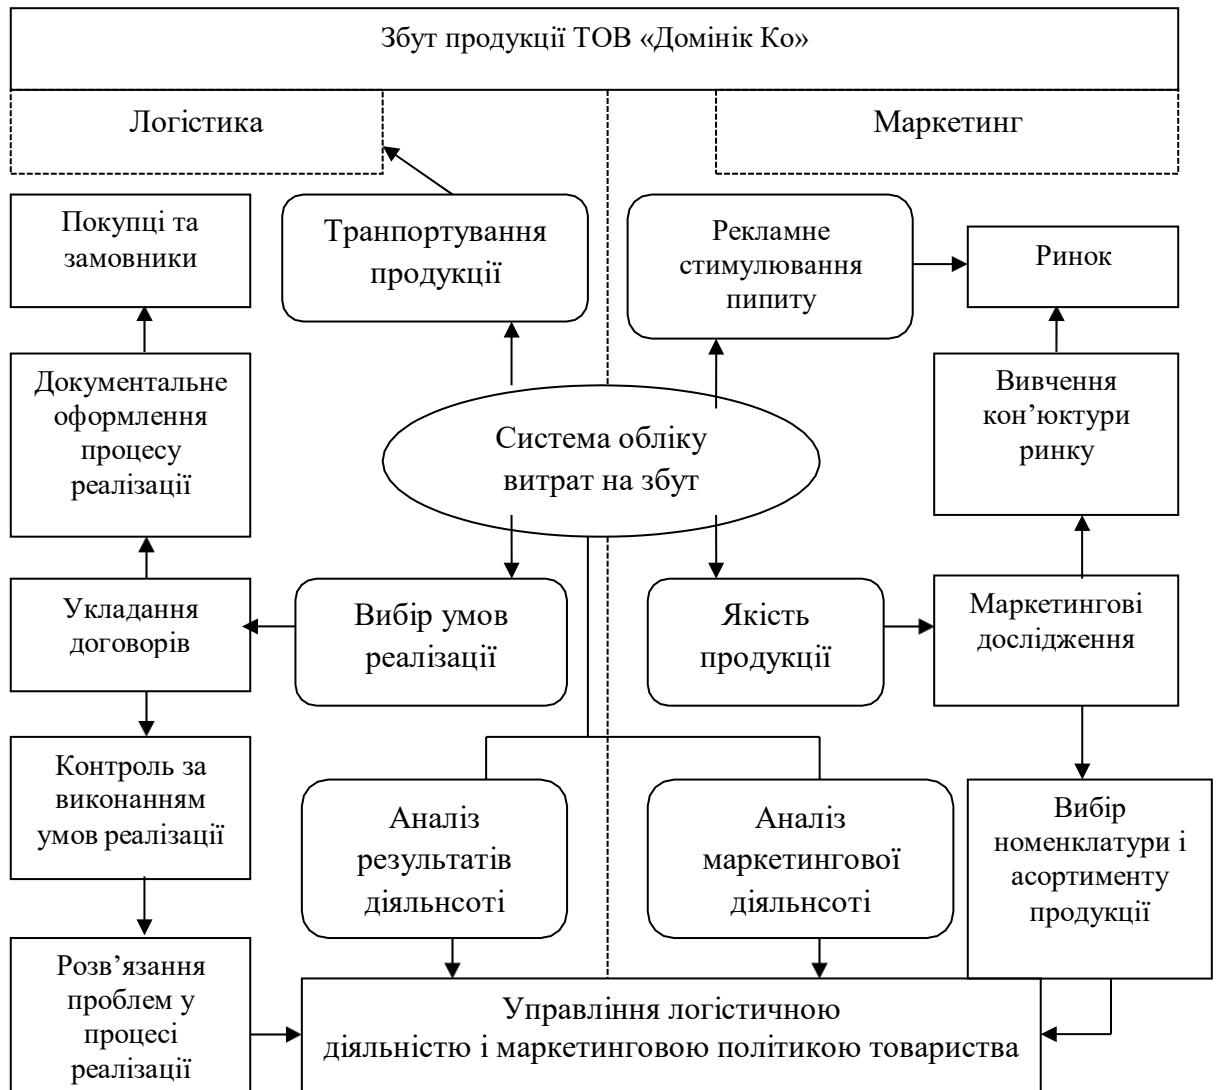 Збут продукції ТОВ «Домінік Ко»
Логістика
Маркетинг
Покупці та
замовники
Транпортування
продукції
Рекламне
стимулювання
пипиту
Ринок
Документальне
оформлення
процесу
реалізації
Система обліку
витрат на збут
Вивчення
кон’юктури
ринку
Укладання
договорів
Вибір умов
реалізації
Якість
продукції
Маркетингові
дослідження
Контроль за
виконанням
умов реалізації
Аналіз
результатів
діяльнсоті
Аналіз
маркетингової
діяльнсоті
Вибір
номенклатури і
асортименту
продукції
Розв’язання
проблем у
процесі
реалізації
Управління логістичною
діяльністю і маркетинговою політикою товариства